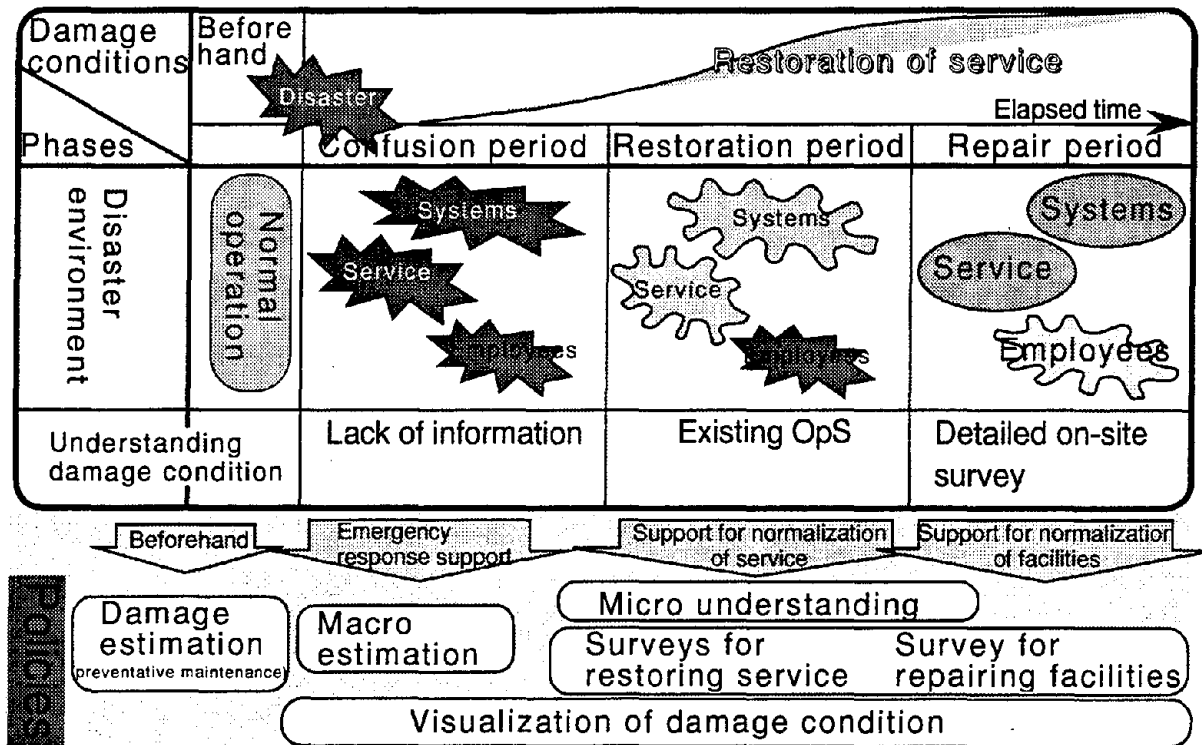 Damage
conditions
Before
hand
Disaster
Restoration of service
Elapsed time
Phases
Confusion period
Restoration period
Repair period
Disaster
environment
Normal
operation
Systems
Service
Employees
Systems
Service
Employees
Systems
Service
Employees
Understanding
damage condition
Lack of information
Existing OpS
Detailed on-site
survey
Beforehand
Emergency
response support
Support for normalization
of service
Support for normalization
of facilities
Policies
Damage
estimation
(preventative maintenance)
Macro
estimation
Micro understanding
Surveys for
restoring service
Survey for
repairing facilities
Visualization of damage condition